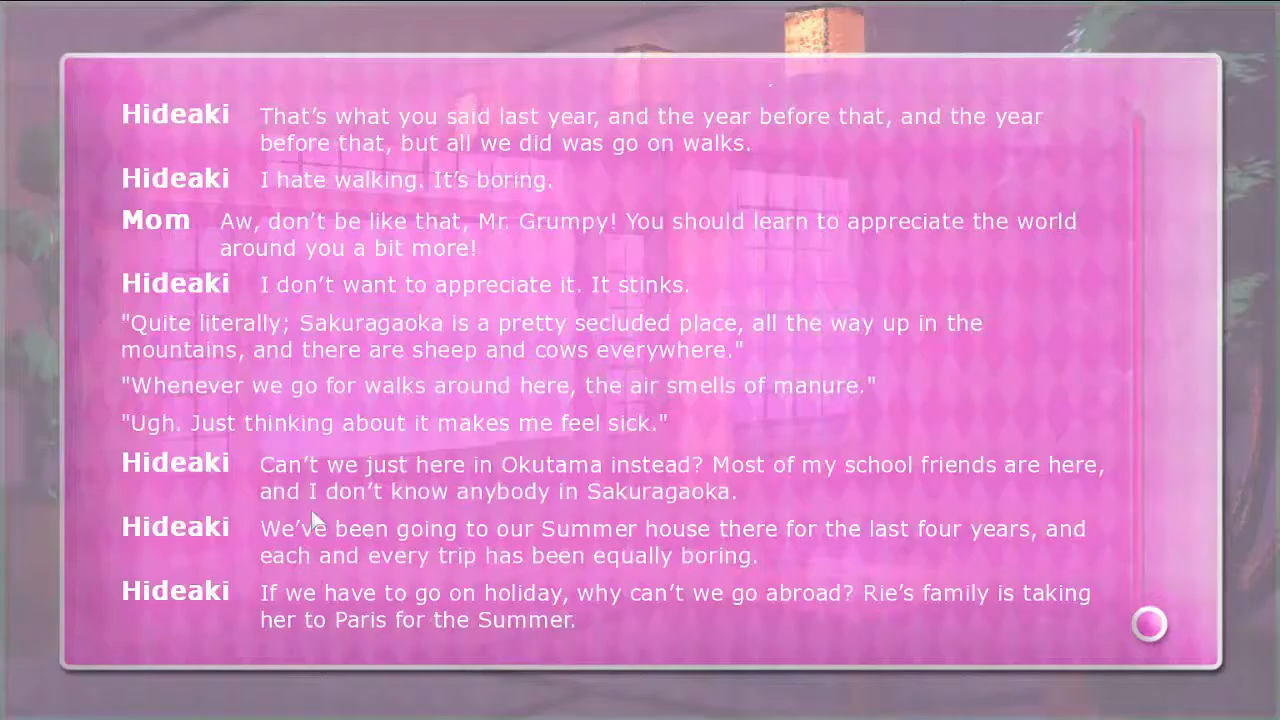 Hideaki That's what you said last year, and the year before that, and the year
before that, but all we did was go on walks.
Hideaki I hate walking. It's boring.
Mom Aw, don't be like that, Mr. Grumpy! You should learn to appreciate the world
around you a bit more!
Hideaki I don't want to appreciate it. It stinks.
"Quite literally; Sakuragaoka is a pretty secluded place, all the way up in the
mountains, and there are sheep and cows everywhere."
"Whenever we go for walks around here, the air smells of manure."
"Ugh. Just thinking about it makes me feel sick."
Hideaki Can't we just here in Okutama instead? Most of my school friends are here,
and I don't know anybody in Sakuragaoka.
Hideaki We've been going to our Summer house there for the last four years, and
each and every trip has been equally boring.
Hideaki If we have to go on holiday, why can't we go abroad? Rie's family is taking
her to Paris for the Summer.